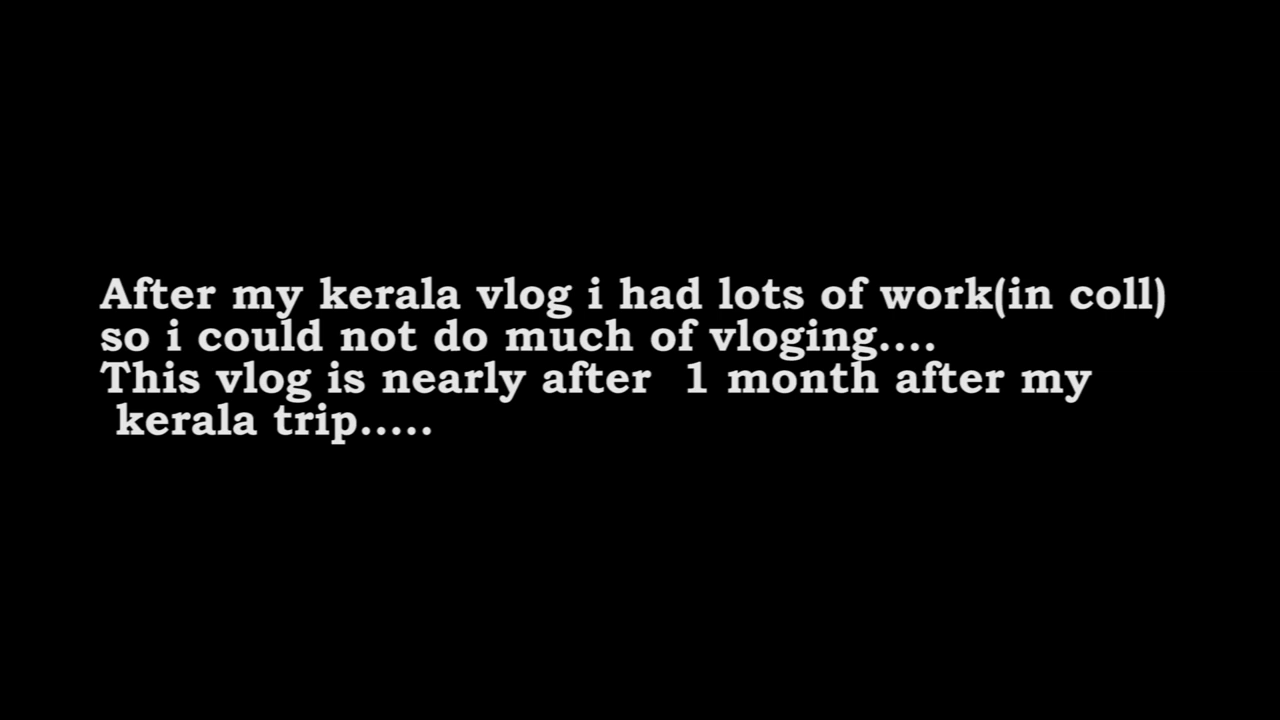 After my kerala vlog i had lots of work(in coll)
so i could not do much of vloging....
This vlog is nearly after  1 month after my
kerala trip.....